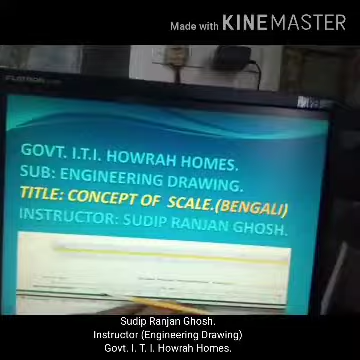 Made with KINEMASTER
FLATRON
GOVT. I.T.I. HOWRAH HOMES.
SUB: ENGINEERING DRAWING.
TITLE: CONCEPT OF SCALE.(BENGALI)
INSTRUCTOR: SUDIP RANJAN GHOSH.
Sudip Ranjan Ghosh.
Instructor (Engineering Drawing)
Govt. I. T. I. Howrah Homes.